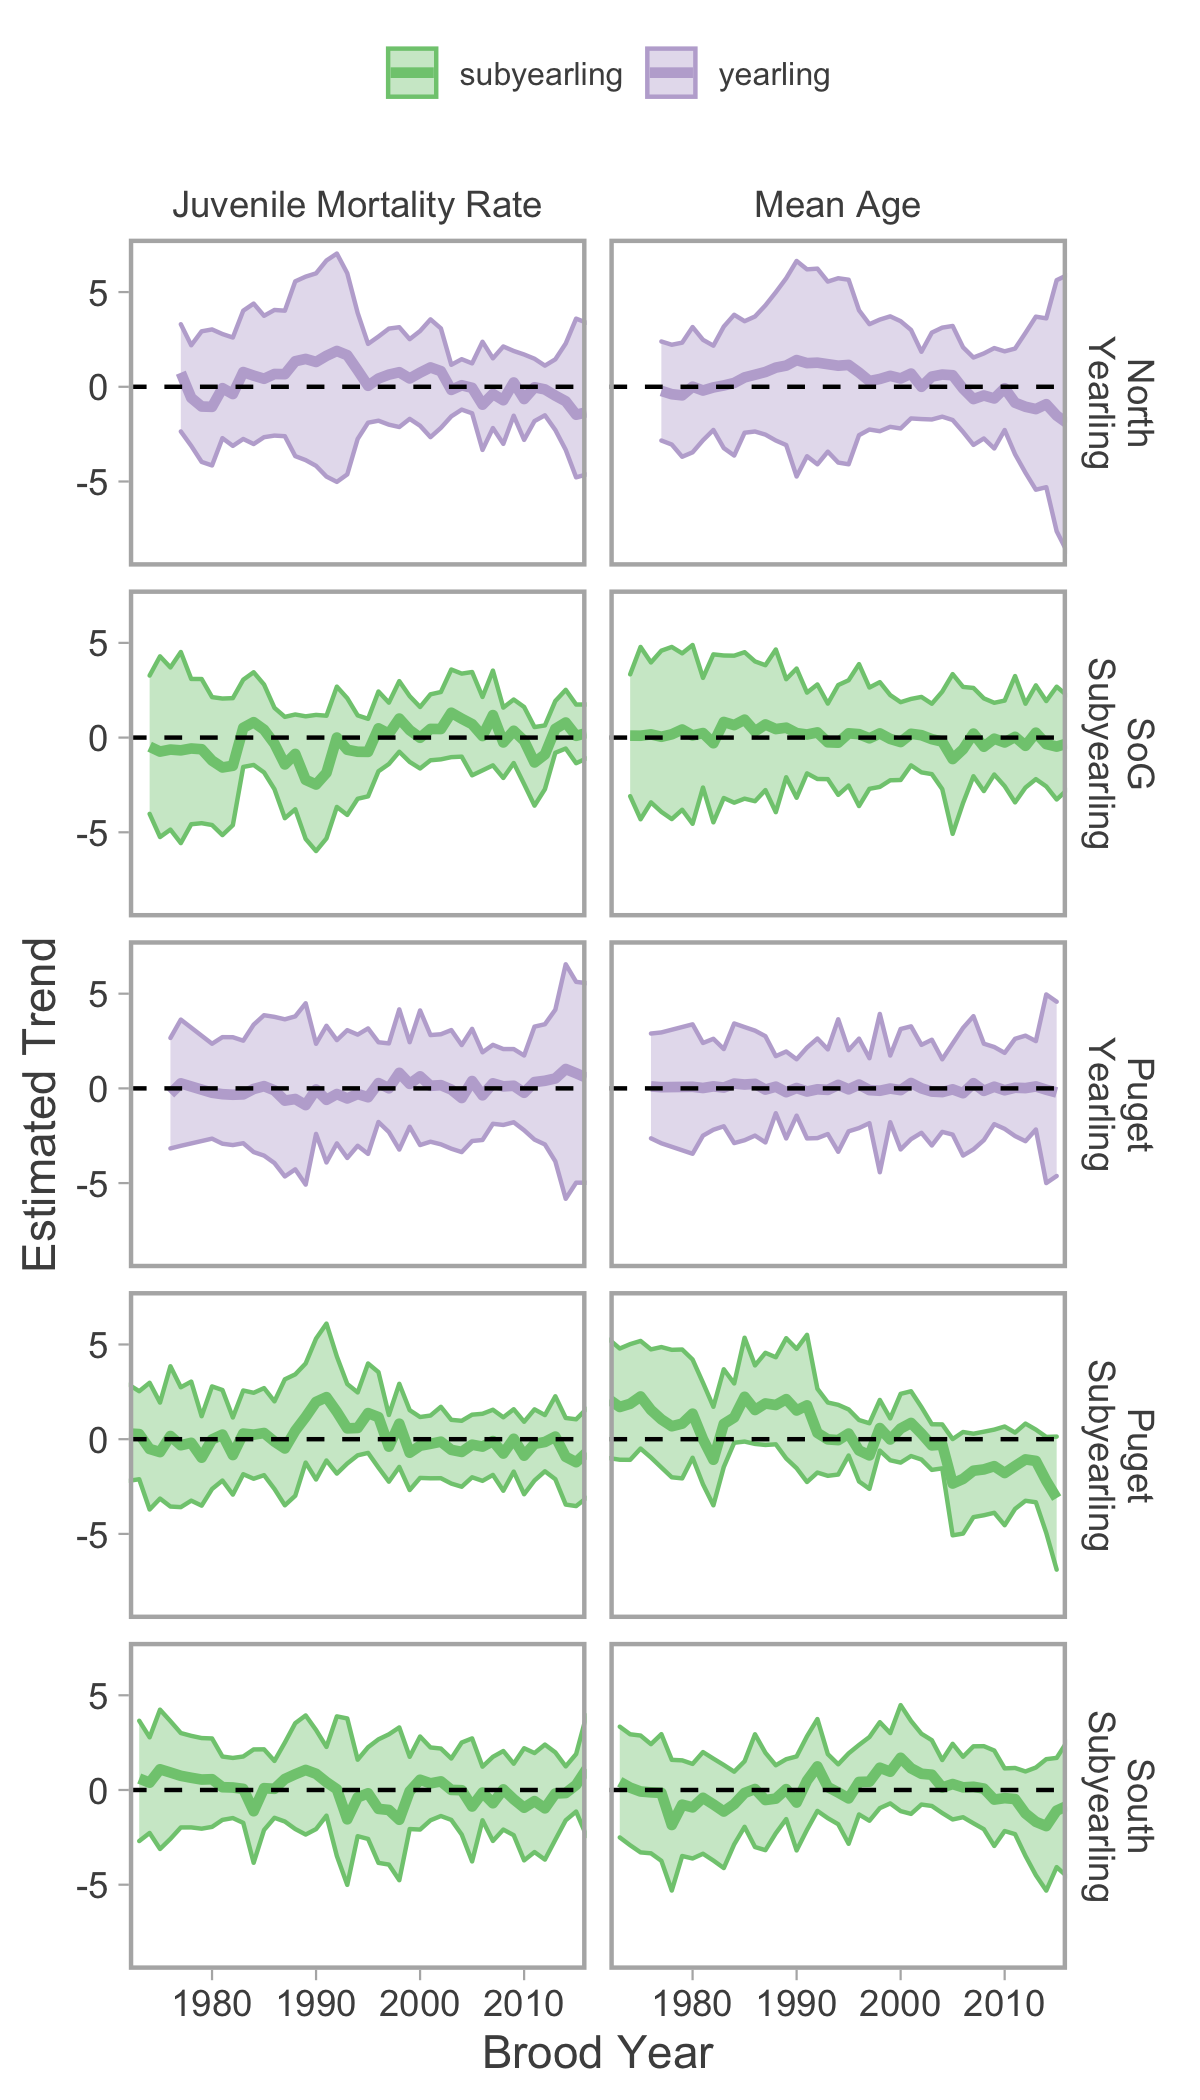 subyearling yearling
Juvenile Mortality Rate Mean Age
5
0
-5
North
Yearling
5
0
-5
SoG
Subyearling
Estimated Trend
5
0
-5
Puget
Yearling
5
0
-5
Puget
Subyearling
5
0
-5
South
Subyearling
1980 1990 2000 2010 1980 1990 2000 2010
Brood Year